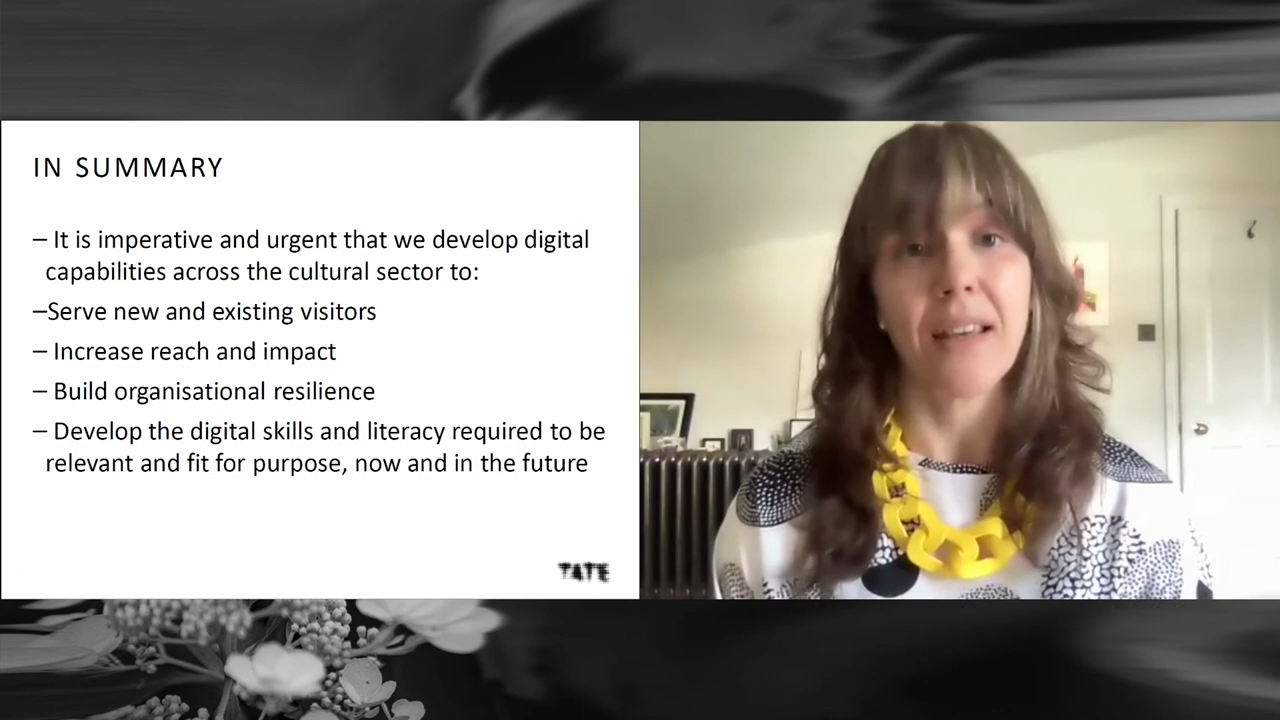 IN SUMMARY
– It is imperative and urgent that we develop digital
capabilities across the cultural sector to:
–Serve new and existing visitors
– Increase reach and impact
– Build organisational resilience
– Develop the digital skills and literacy required to be
relevant and fit for purpose, now and in the future
TATE